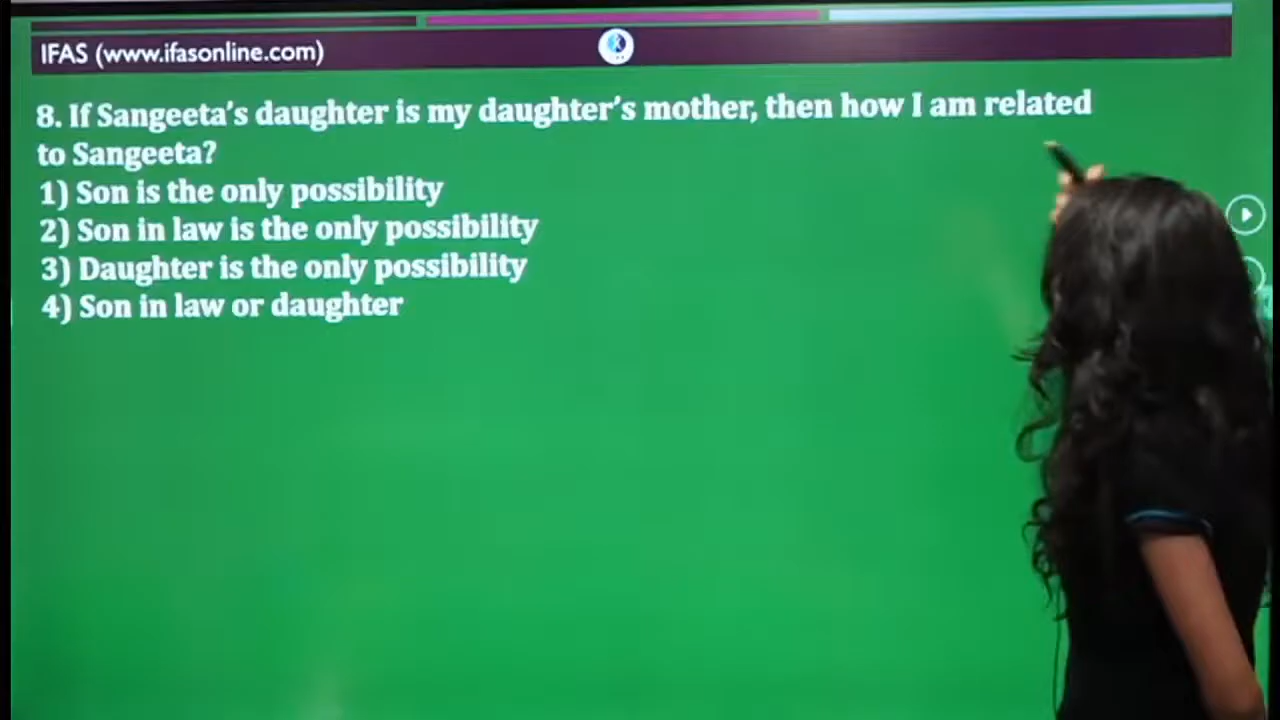 IFAS (www.ifasonline.com)
8. If Sangeeta's daughter is my daughter's mother, then how I am related
to Sangeeta?
1) Son is the only possibility
2) Son in law is the only possibility
3) Daughter is the only possibility
4) Son in law or daughter